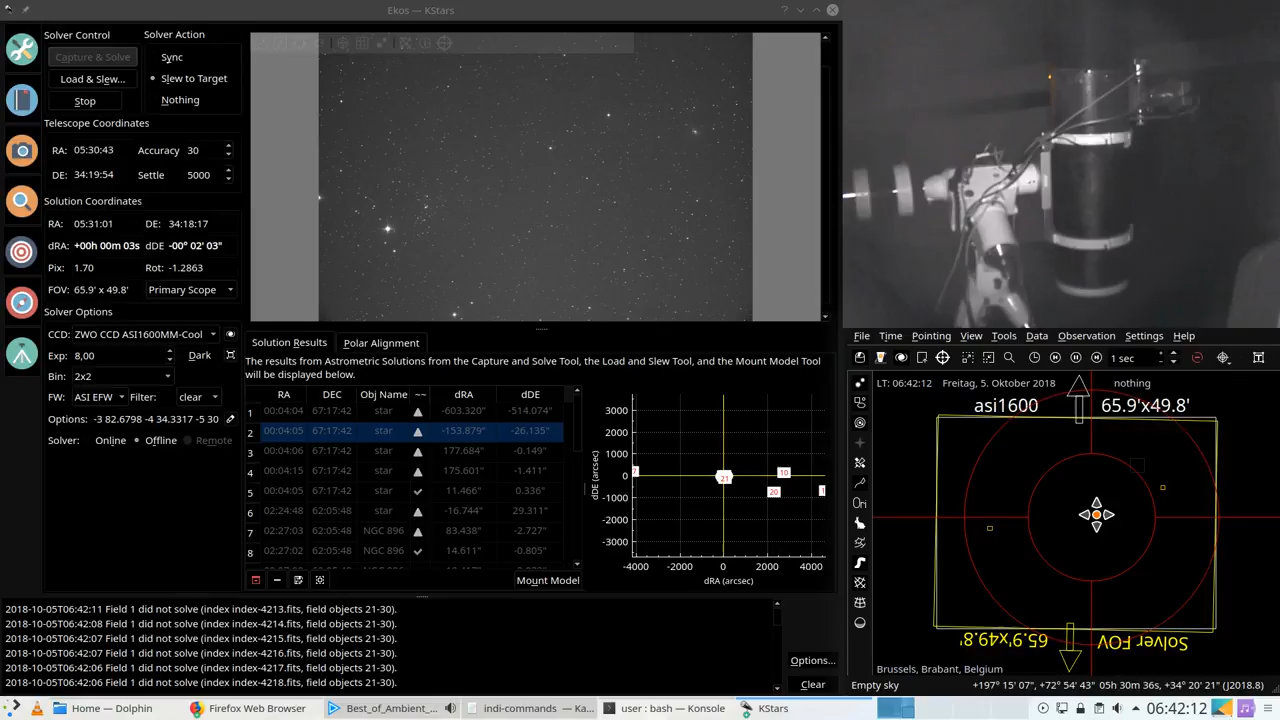 Ekos — KStars
Solver Control
Solver Action
Capture & Solve
Sync
Load & Slew...
Slew to Target
Stop
Nothing
Telescope Coordinates
RA: 05:30:43 Accuracy 30
DE: 34:19:54 Settle 5000
Solution Coordinates
RA: 05:31:01 DE: 34:18:17
dRA: +00h 00m 03s dDE -00° 02' 03"
Pix: 1.70 Rot: -1.2863
FOV: 65.9' x 49.8' Primary Scope
Solver Options
CCD: ZWO CCD ASI1600MM-Cool
Exp: 8,00 Dark
Bin: 2x2
FW: ASI EFW Filter: clear
Options: -3 82.6798 -4 34.3317 -5 30
Solver: Online Offline Remote
Solution Results Polar Alignment
The results from Astrometric Solutions from the Capture and Solve Tool, the Load and Slew Tool, and the Mount Model Tool
will be displayed below.
RA DEC Obj Name ~~ dRA dDE
1 00:04:04 67:17:42 star -603.320" -514.074"
2 00:04:05 67:17:42 star -153.879" -26.135"
3 00:04:06 67:17:42 star 177.684" -0.149"
4 00:04:15 67:17:42 star 175.601" -1.411"
5 00:04:05 67:17:42 star 11.466" 0.336"
6 02:24:48 62:05:48 star -16.744" 29.311"
7 02:27:03 62:05:48 NGC 896 83.438" -2.727"
8 02:27:02 62:05:48 NGC 896 14.611" -0.805"
Mount Model
dDE (arcsec)
3000
2000
1000
0
-1000
-2000
-3000
7
21
10
20
1
-4000 -2000 0 2000 4000
dRA (arcsec)
2018-10-05T06:42:11 Field 1 did not solve (index index-4213.fits, field objects 21-30).
2018-10-05T06:42:08 Field 1 did not solve (index index-4214.fits, field objects 21-30).
2018-10-05T06:42:07 Field 1 did not solve (index index-4215.fits, field objects 21-30).
2018-10-05T06:42:07 Field 1 did not solve (index index-4216.fits, field objects 21-30).
2018-10-05T06:42:06 Field 1 did not solve (index index-4217.fits, field objects 21-30).
2018-10-05T06:42:06 Field 1 did not solve (index index-4218.fits, field objects 21-30).
Options...
Clear
File Time Pointing View Tools Data Observation Settings Help
1 sec
LT: 06:42:12 Freitag, 5. Oktober 2018 nothing
asi1600 65.9'x49.8'
Ori
Solver FOV 65.9'x49.8'
Brussels, Brabant, Belgium
Empty sky +197° 15' 07", +72° 54' 43" 05h 30m 36s, +34° 20' 21" (J2018.8)
Home — Dolphin
Firefox Web Browser
Best_of_Ambient_...
indi-commands — Ka...
user : bash — Konsole
KStars
06:42:12